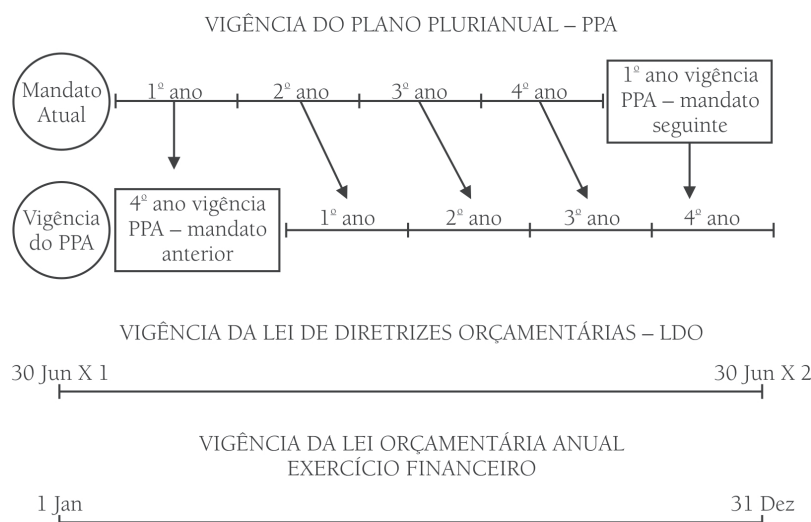 VIGÊNCIA DO PLANO PLURIANUAL – PPA
Mandato
Atual
1º ano
2º ano
3º ano
4º ano
1º ano vigência
PPA – mandato
seguinte
Vigência
do PPA
4º ano vigência
PPA – mandato
anterior
1º ano
2º ano
3º ano
4º ano
VIGÊNCIA DA LEI DE DIRETRIZES ORÇAMENTÁRIAS – LDO
30 Jun X 1
30 Jun X 2
VIGÊNCIA DA LEI ORÇAMENTÁRIA ANUAL
EXERCÍCIO FINANCEIRO
1 Jan
31 Dez